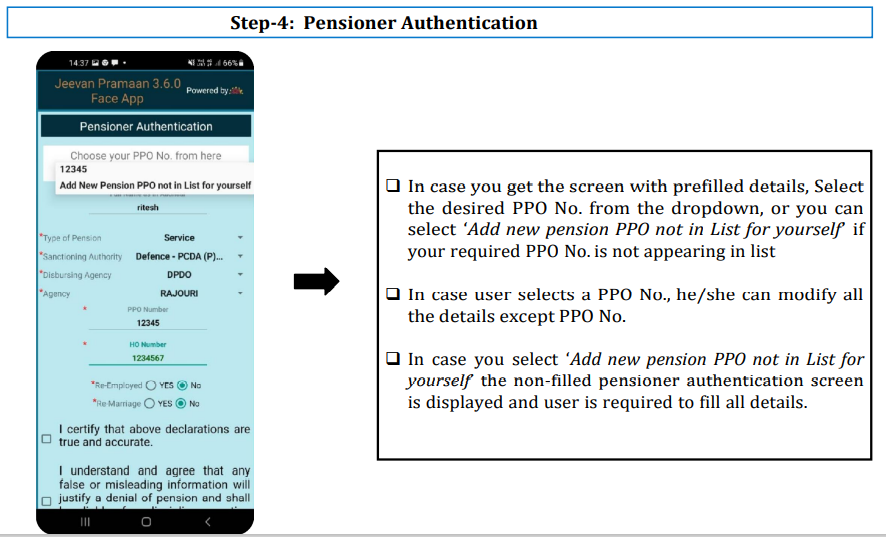 Step-4: Pensioner Authentication
14:37
66%
Jeevan Pramaan 3.6.0
Face App
Powered by:
Pensioner Authentication
Choose your PPO No. from here
12345
Add New Pension PPO not in List for yourself
ritesh
*Type of Pension Service
*Sanctioning Authority Defence - PCDA (P)...
*Disbursing Agency DPDO
*Agency RAJOURI
* PPO Number
12345
* HO Number
1234567
*Re-Employed YES No
*Re-Marriage YES No
I certify that above declarations are
true and accurate.
I understand and agree that any
false or misleading information will
justify a denial of pension and shall
In case you get the screen with prefilled details, Select
the desired PPO No. from the dropdown, or you can
select ‘Add new pension PPO not in List for yourself’ if
your required PPO No. is not appearing in list
In case user selects a PPO No., he/she can modify all
the details except PPO No.
In case you select ‘Add new pension PPO not in List for
yourself’ the non-filled pensioner authentication screen
is displayed and user is required to fill all details.